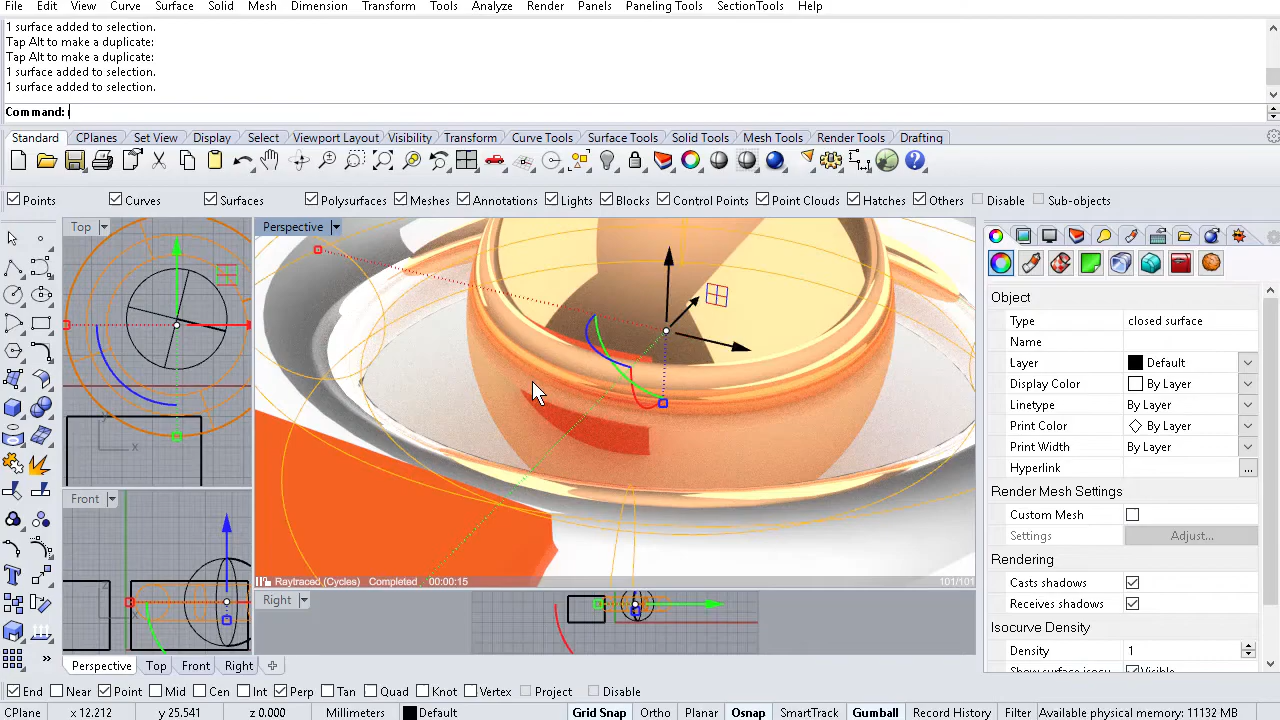 File Edit View Curve Surface Solid Mesh Dimension Transform Tools Analyze Render Panels Paneling Tools SectionTools Help
1 surface added to selection.
Tap Alt to make a duplicate:
Tap Alt to make a duplicate:
1 surface added to selection.
1 surface added to selection.
Command:
Standard CPlanes Set View Display Select Viewport Layout Visibility Transform Curve Tools Surface Tools Solid Tools Mesh Tools Render Tools Drafting
Points Curves Surfaces Polysurfaces Meshes Annotations Lights Blocks Control Points Point Clouds Hatches Others Disable Sub-objects
Top
Perspective
Object
Type closed surface
Name
Layer Default
Display Color By Layer
Linetype By Layer
Print Color By Layer
Print Width By Layer
Hyperlink ...
Render Mesh Settings
Custom Mesh
Settings Adjust...
Rendering
Casts shadows
Receives shadows
Isocurve Density
Density 1
Show surface isocu Visible
Front
Raytraced (Cycles) Completed 00:00:15 101/101
Right
Perspective Top Front Right
End Near Point Mid Cen Int Perp Tan Quad Knot Vertex Project Disable
CPlane x 12.212 y 25.541 z 0.000 Millimeters Default Grid Snap Ortho Planar Osnap SmartTrack Gumball Record History Filter Available physical memory: 11132 MB